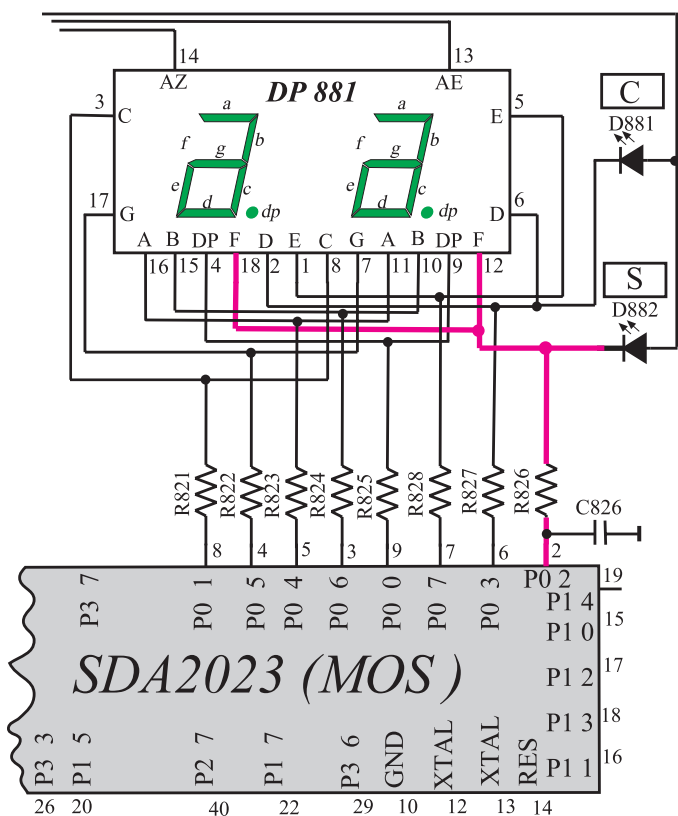 14
13
AZ
DP 881
AE
C
D881
3
C
a
a
E
5
f
b
f
b
g
g
17
G
e
c
e
c
D
6
d
dp
d
dp
A B DP F D E C G A B DP F
16 15 4 18 2 1 8 7 11 10 9 12
S
D882
R821
R822
R823
R824
R825
R828
R827
R826
C826
8
4
5
3
9
7
6
2
P0 1
P0 5
P0 4
P0 6
P0 0
P0 7
P0 3
P0 2
19
P3 7
P1 4
15
P1 0
SDA2023 (MOS )
P1 2
17
P1 3
18
P1 1
16
P3 3
P1 5
P2 7
P1 7
P3 6
GND
XTAL
XTAL
RES
26
20
40
22
29
10
12
13
14